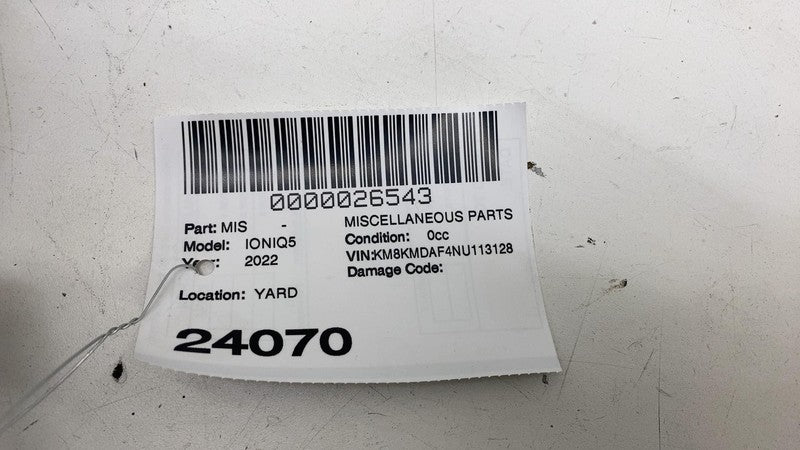 0000026543
Part: MIS - MISCELLANEOUS PARTS
Model: IONIQ5 Condition: 0cc
Year: 2022 VIN:KM8KMDAF4NU113128
Damage Code:
Location: YARD
24070